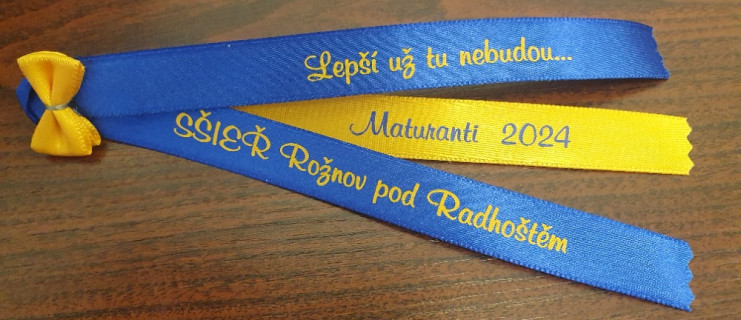 Lepší už tu nebudou...
Maturanti 2024
SŠIEŘ Rožnov pod Radhoštěm